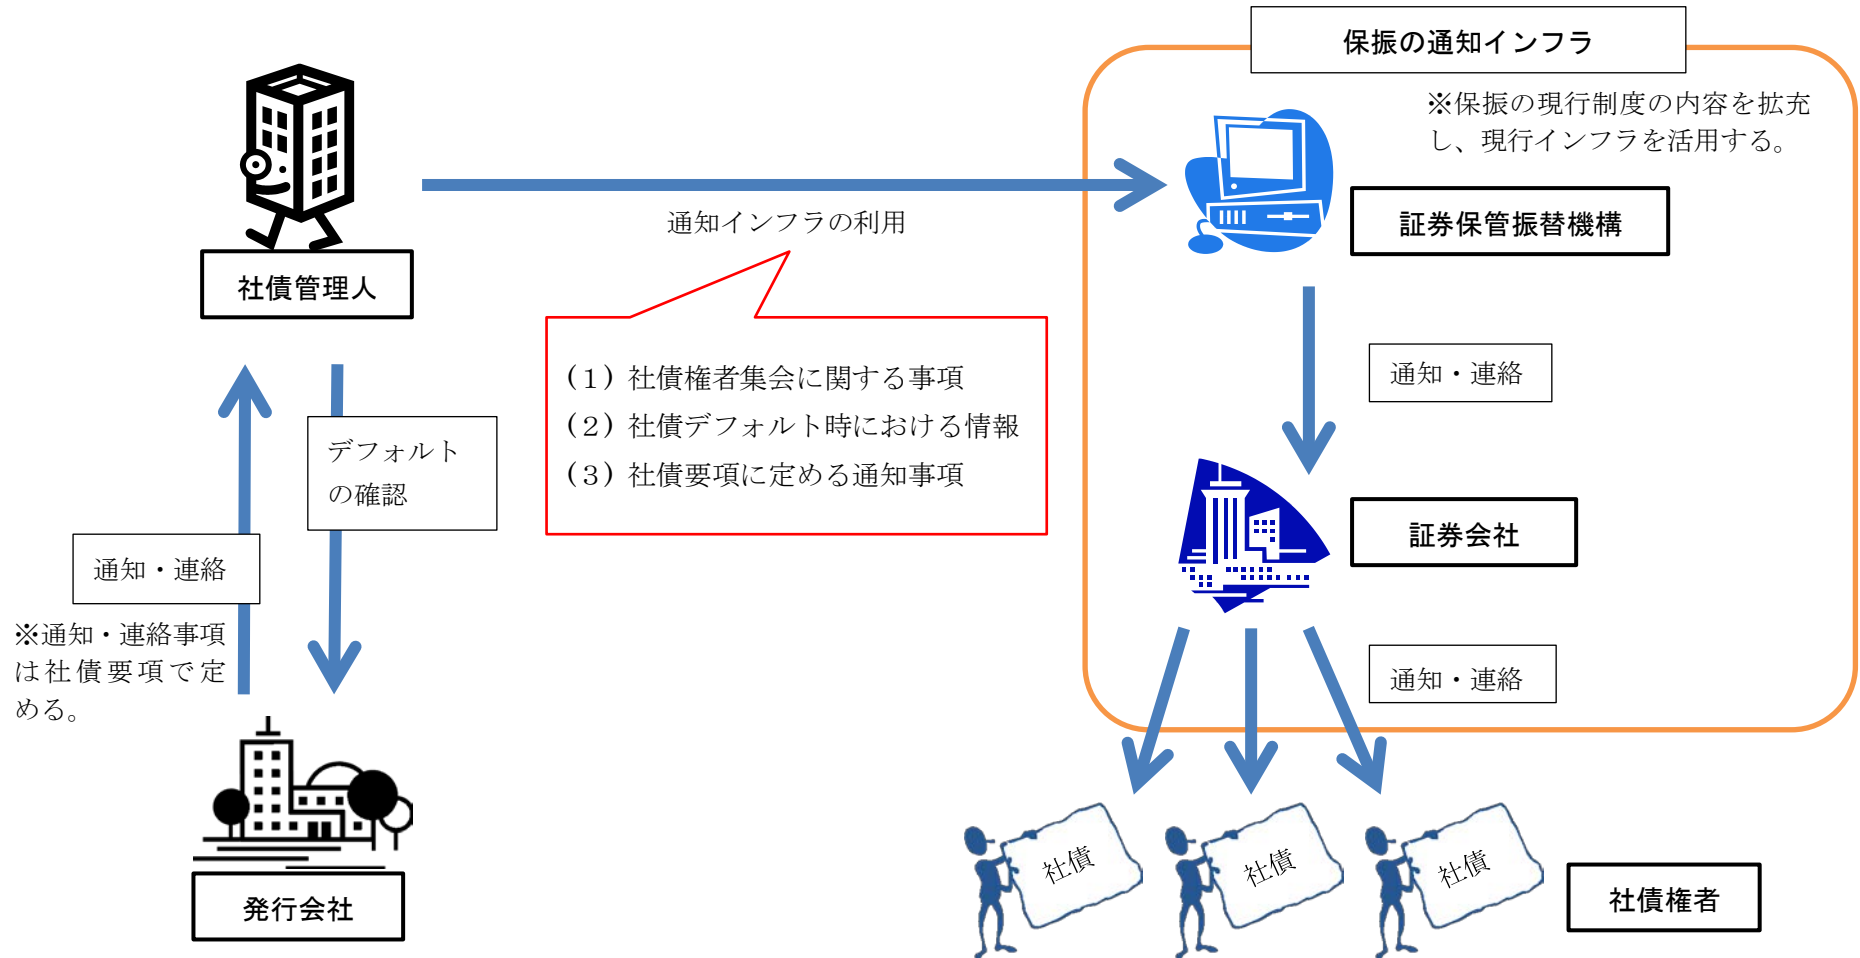 保振の通知インフラ
※保振の現行制度の内容を拡充
し、現行インフラを活用する。
証券保管振替機構
通知インフラの利用
社債管理人
(１) 社債権者集会に関する事項
(２) 社債デフォルト時における情報
(３) 社債要項に定める通知事項
通知・連絡
デフォルト
の確認
証券会社
通知・連絡
※通知・連絡事項
は社債要項で定
める。
通知・連絡
社債
社債
社債
発行会社
社債権者